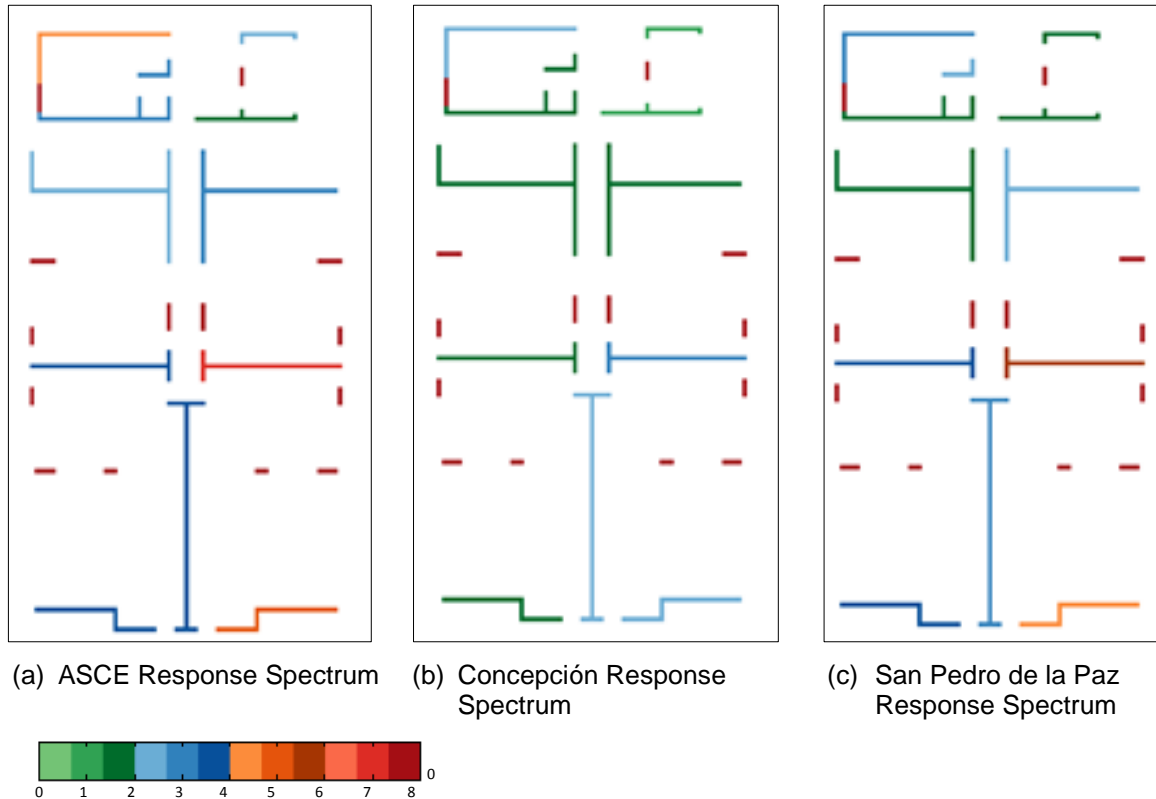 (a) ASCE Response Spectrum
(b) Concepción Response
Spectrum
(c) San Pedro de la Paz
Response Spectrum
0
0 1 2 3 4 5 6 7 8